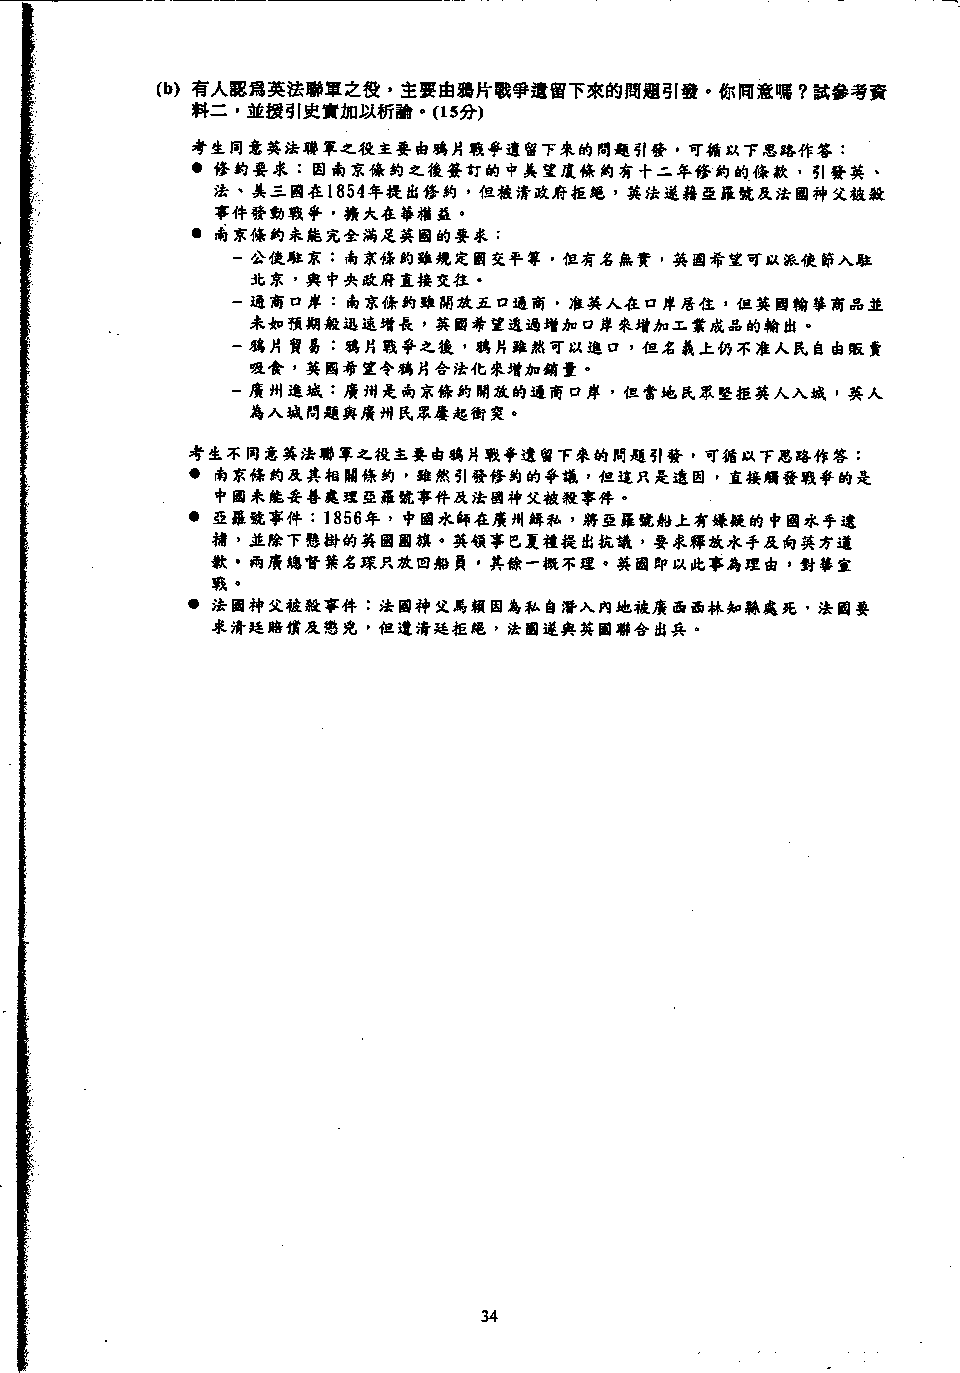 (b) 有人認為英法聯軍之役，主要由鴉片戰爭遺留下來的問題引發。你同意嗎？試參考資
料二，並援引史實加以析論。(15分)
考生同意英法聯軍之役主要由鴉片戰爭遺留下來的問題引發，可循以下思路作答：
● 修約要求：因南京條約之後簽訂的中美望廈條約有十二年修約的條款，引發英、
法、美三國在1854年提出修約，但被清政府拒絕，英法遂藉亞羅號及法國神父被殺
事件發動戰爭，擴大在華權益。
● 南京條約未能完全滿足英國的要求：
– 公使駐京：南京條約雖規定國交平等，但有名無實，英國希望可以派使節入駐
北京，與中央政府直接交往。
– 通商口岸：南京條約雖開放五口通商，准英人在口岸居住，但英國輸華商品並
未如預期般迅速增長，英國希望透過增加口岸來增加工業成品的輸出。
– 鴉片貿易：鴉片戰爭之後，鴉片雖然可以進口，但名義上仍不准人民自由販賣
吸食，英國希望令鴉片合法化來增加銷量。
– 廣州進城：廣州是南京條約開放的通商口岸，但當地民眾堅拒英人入城，英人
為入城問題與廣州民眾屢起衝突。
考生不同意英法聯軍之役主要由鴉片戰爭遺留下來的問題引發，可循以下思路作答：
● 南京條約及其相關條約，雖然引發修約的爭議，但這只是遠因，直接觸發戰爭的是
中國未能妥善處理亞羅號事件及法國神父被殺事件。
● 亞羅號事件：1856年，中國水師在廣州緝私，將亞羅號船上有嫌疑的中國水手逮
捕，並除下懸掛的英國國旗。英領事巴夏禮提出抗議，要求釋放水手及向英方道
歉。兩廣總督葉名琛只放回船員，其餘一概不理。英國即以此事為理由，對華宣
戰。
● 法國神父被殺事件：法國神父馬賴因為私自潛入內地被廣西西林知縣處死，法國要
求清廷賠償及懲兇，但遭清廷拒絕，法國遂與英國聯合出兵。
34